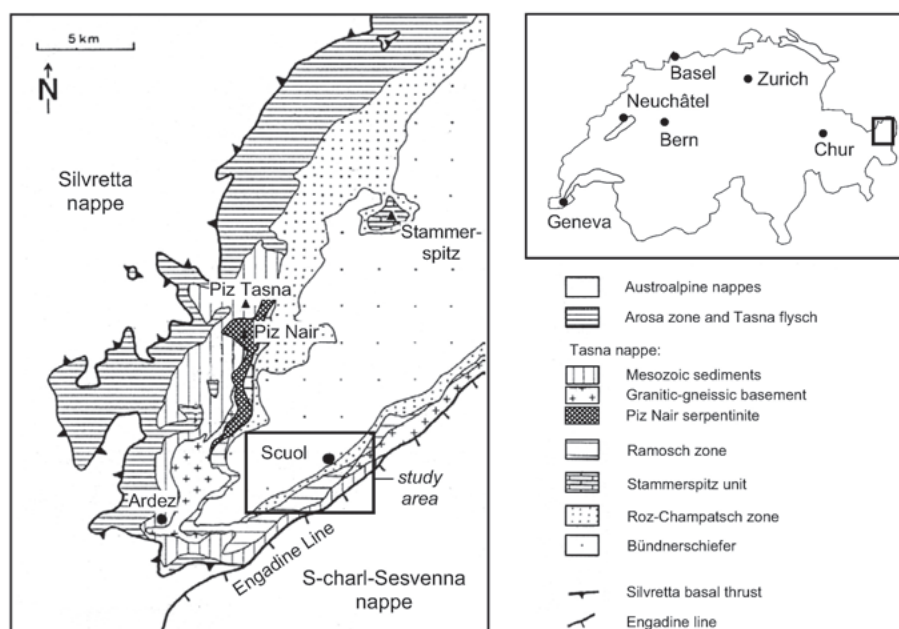 5 km
N
Silvretta
nappe
Stammer-
spitz
Piz Tasna
Piz Nair
Scuol
study
area
Ardez
Engadine Line
S-charl-Sesvenna
nappe
Basel
Zurich
Neuchâtel
Bern
Chur
Geneva
Austroalpine nappes
Arosa zone and Tasna flysch
Tasna nappe:
Mesozoic sediments
Granitic-gneissic basement
Piz Nair serpentinite
Ramosch zone
Stammerspitz unit
Roz-Champatsch zone
Bündnerschiefer
Silvretta basal thrust
Engadine line